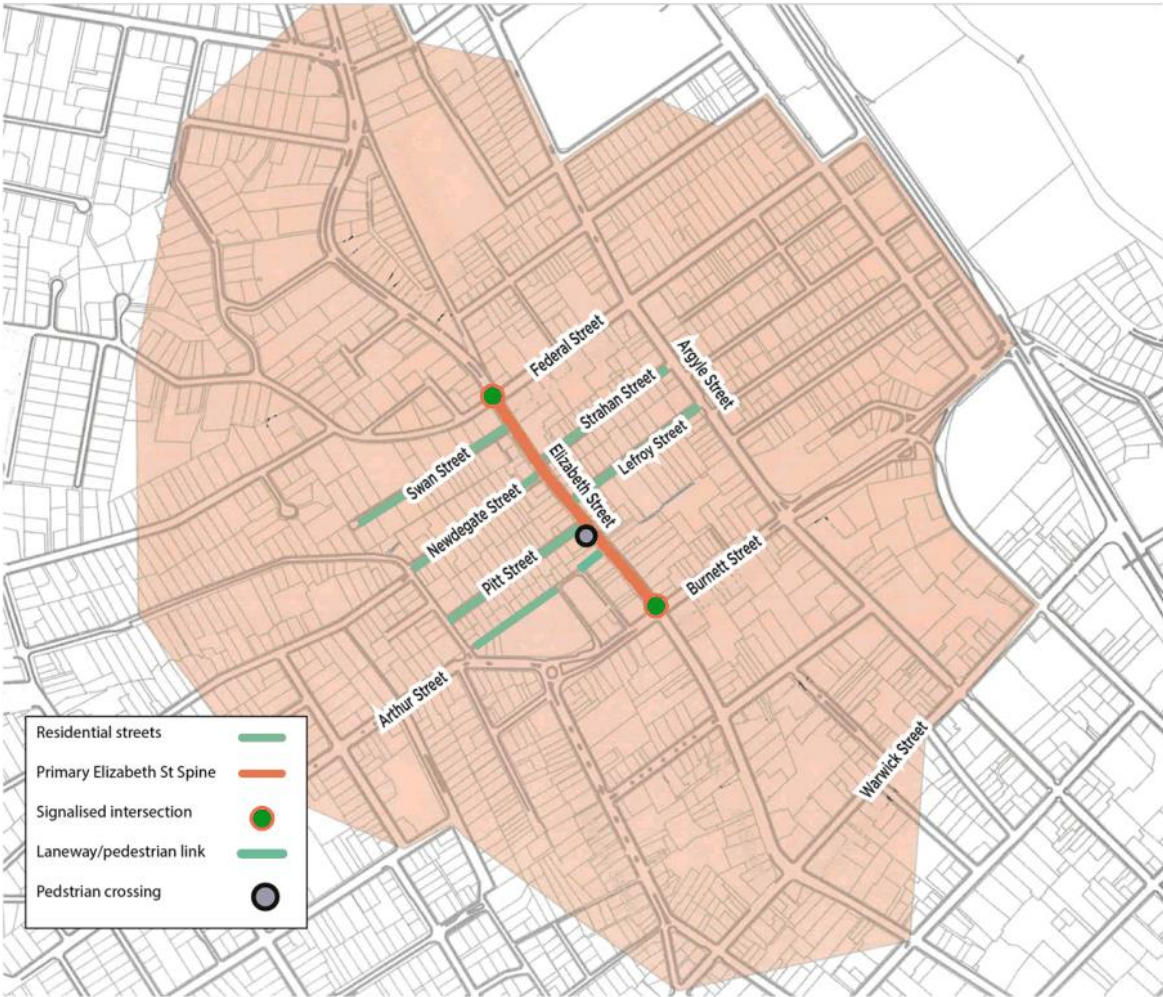 Federal Street
Argyle Street
Strahan Street
Elizabeth Street
Lefroy Street
Swan Street
Newdegate Street
Pitt Street
Burnett Street
Arthur Street
Warwick Street
Residential streets
Primary Elizabeth St Spine
Signalised intersection
Laneway/pedestrian link
Pedstrian crossing